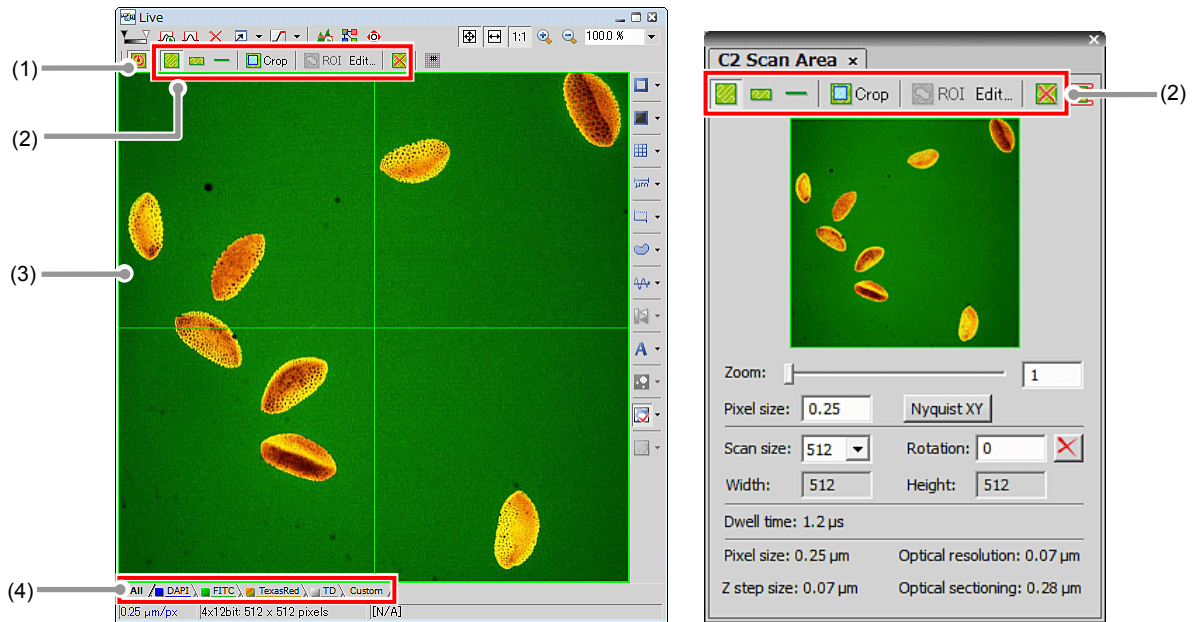 Live
1:1
100.0 %
Crop
ROI Edit...
(1)
(2)
(3)
(4)
μm
A
All
DAPI
FITC
TexasRed
TD
Custom
0.25 µm/px
4x12bit: 512 x 512 pixels
[N/A]
C2 Scan Area ×
Crop
ROI Edit...
(2)
Zoom:
1
Pixel size: 0.25
Nyquist XY
Scan size: 512
Rotation: 0
Width: 512
Height: 512
Dwell time: 1.2 µs
Pixel size: 0.25 µm
Optical resolution: 0.07 µm
Z step size: 0.07 µm
Optical sectioning: 0.28 µm